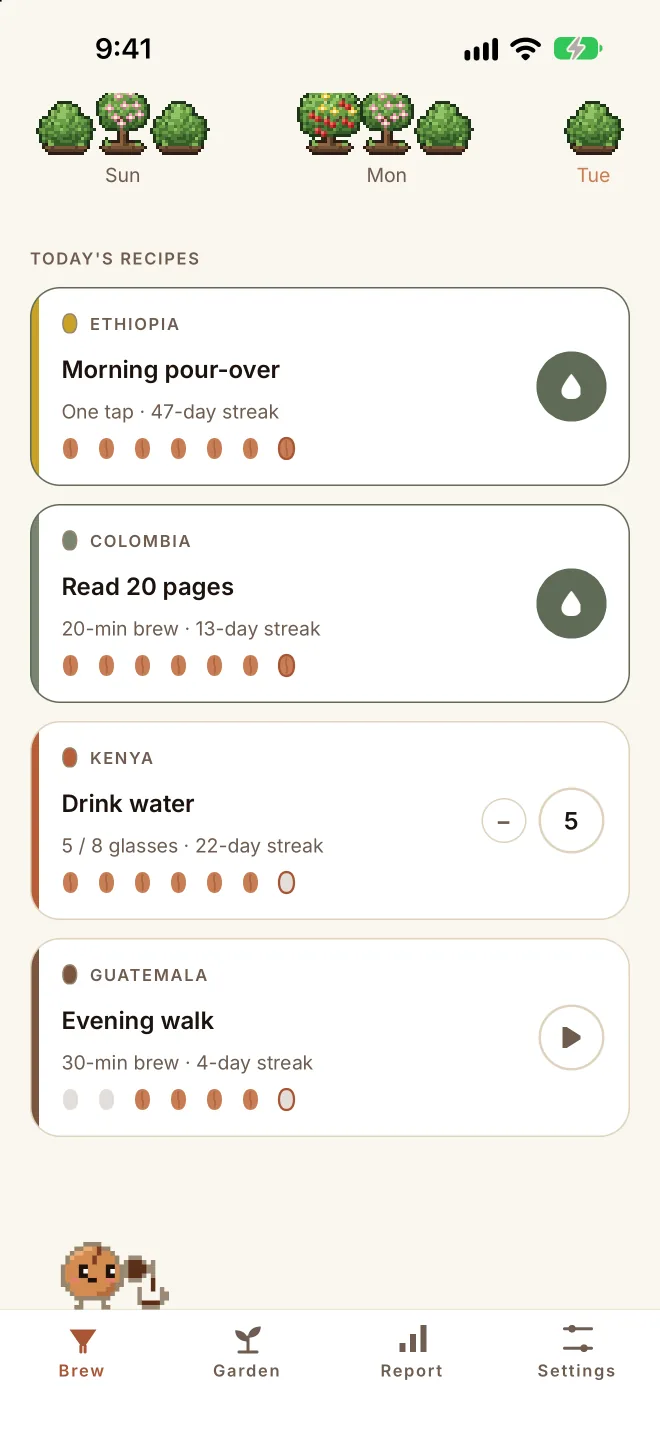 9:41
Sun
Mon
Tue
TODAY'S RECIPES
ETHIOPIA
Morning pour-over
One tap · 47-day streak
COLOMBIA
Read 20 pages
20-min brew · 13-day streak
KENYA
Drink water
5 / 8 glasses · 22-day streak
–
5
GUATEMALA
Evening walk
30-min brew · 4-day streak
Brew
Garden
Report
Settings